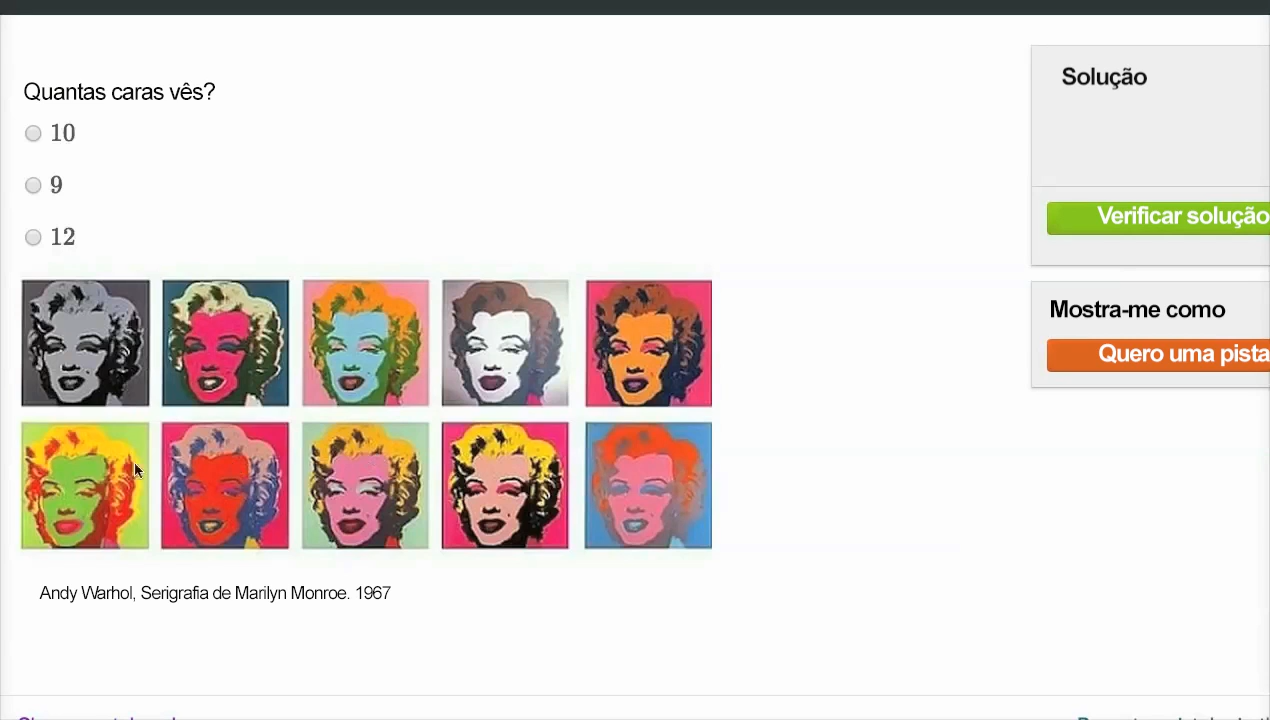 Quantas caras vês?
10
9
12
Andy Warhol, Serigrafia de Marilyn Monroe. 1967
Solução
Verificar solução
Mostra-me como
Quero uma pista